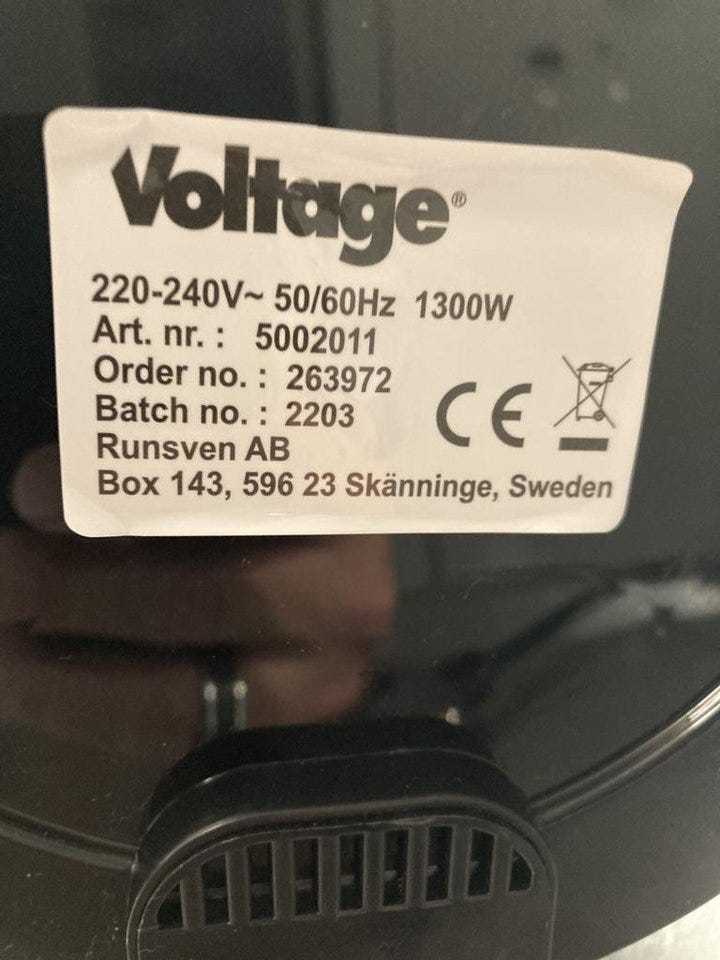 Voltage®
220-240V~ 50/60Hz 1300W
Art. nr. : 5002011
Order no. : 263972
Batch no. : 2203
Runsven AB
Box 143, 596 23 Skänninge, Sweden
CE